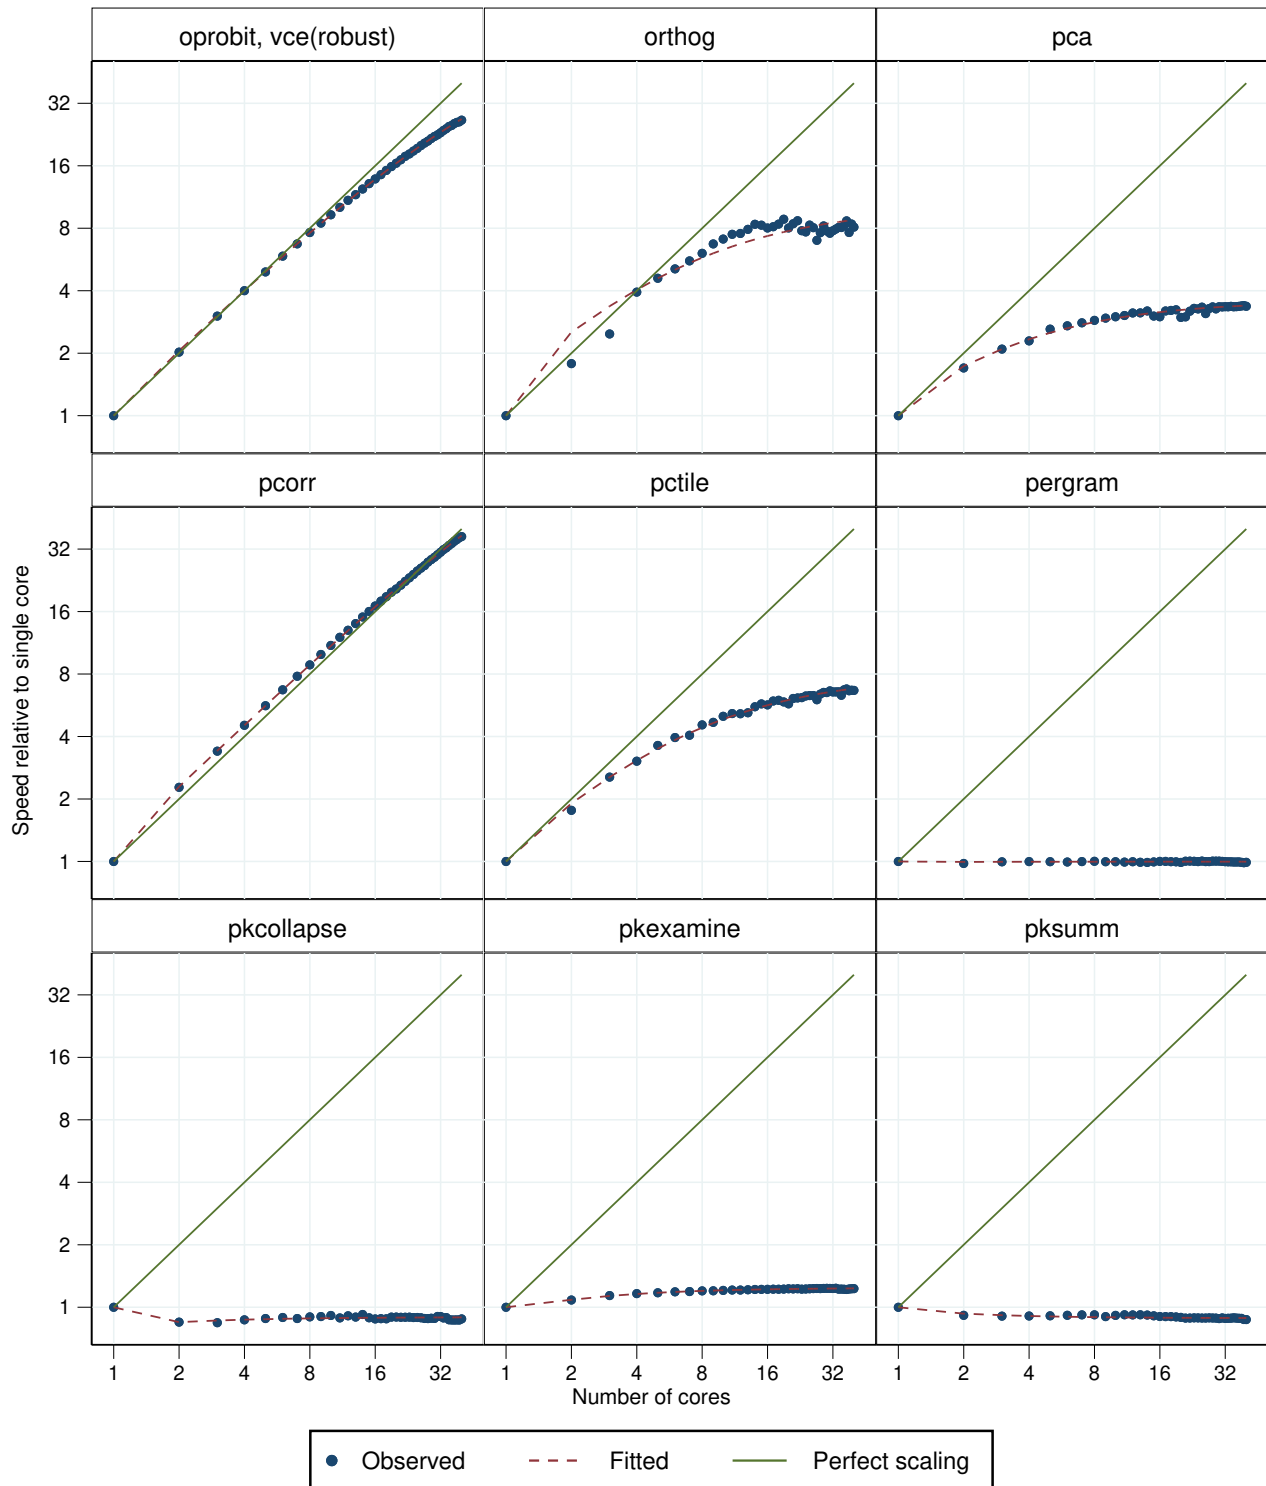 oprobit, vce(robust) orthog pca
32
16
8
4
2
1
pcorr pctile pergram
32
16
8
4
2
1
Speed relative to single core
pkcollapse pkexamine pksumm
32
16
8
4
2
1
1 2 4 8 16 32 1 2 4 8 16 32 1 2 4 8 16 32
Number of cores
Observed Fitted Perfect scaling